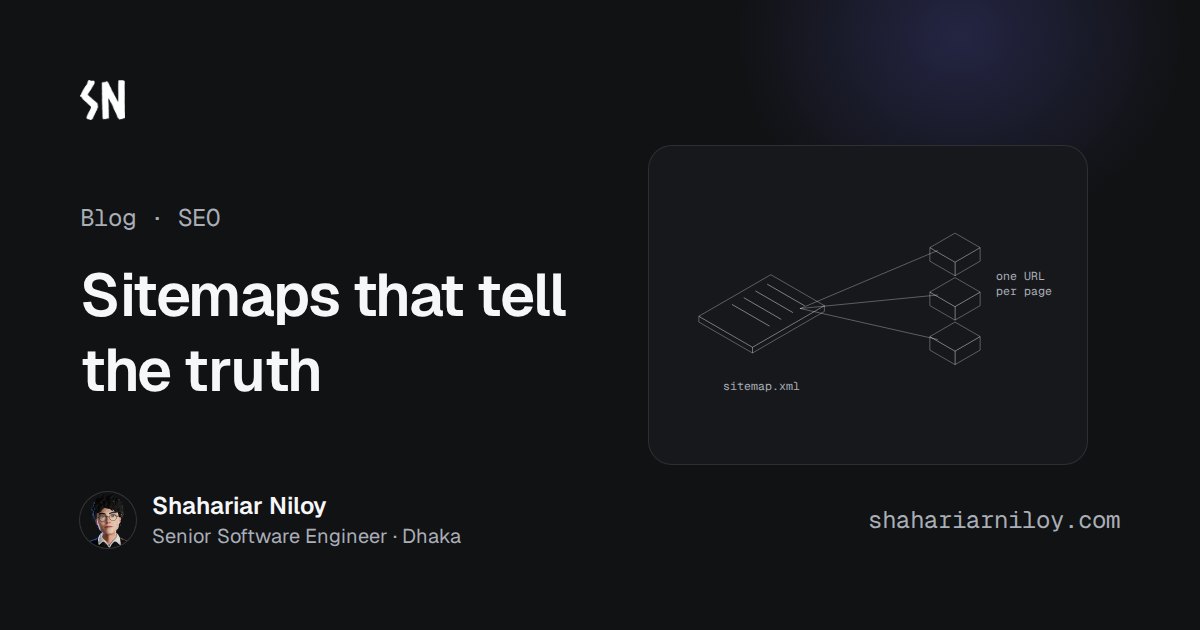 SN
Blog · SEO
Sitemaps that tell
the truth
one URL
per page
sitemap.xml
Shahariar Niloy
Senior Software Engineer · Dhaka
shahariarniloy.com